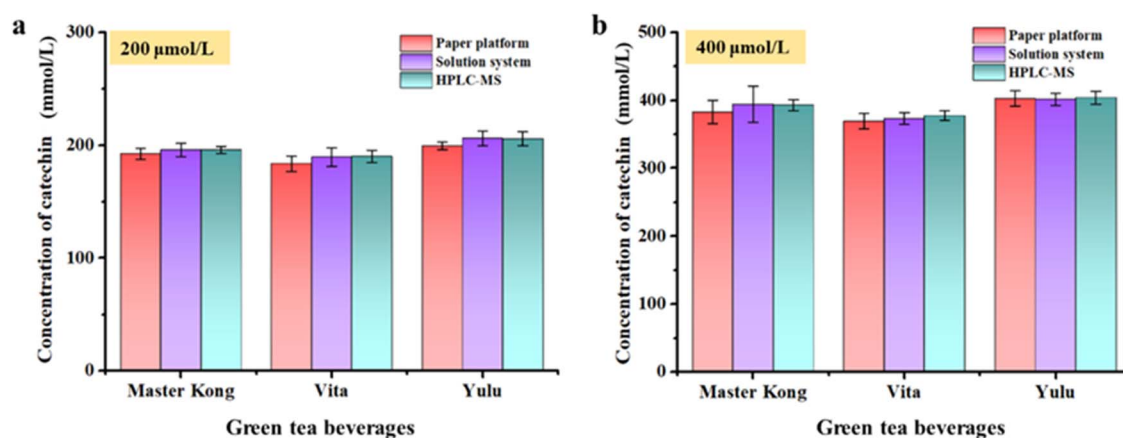 a
200 μmol/L
Paper platform
Solution system
HPLC-MS
Concentration of catechin (mmol/L)
300
200
100
0
Master Kong
Vita
Yulu
Green tea beverages
b
400 μmol/L
Paper platform
Solution system
HPLC-MS
Concentration of catechin (mmol/L)
500
400
300
200
100
0
Master Kong
Vita
Yulu
Green tea beverages